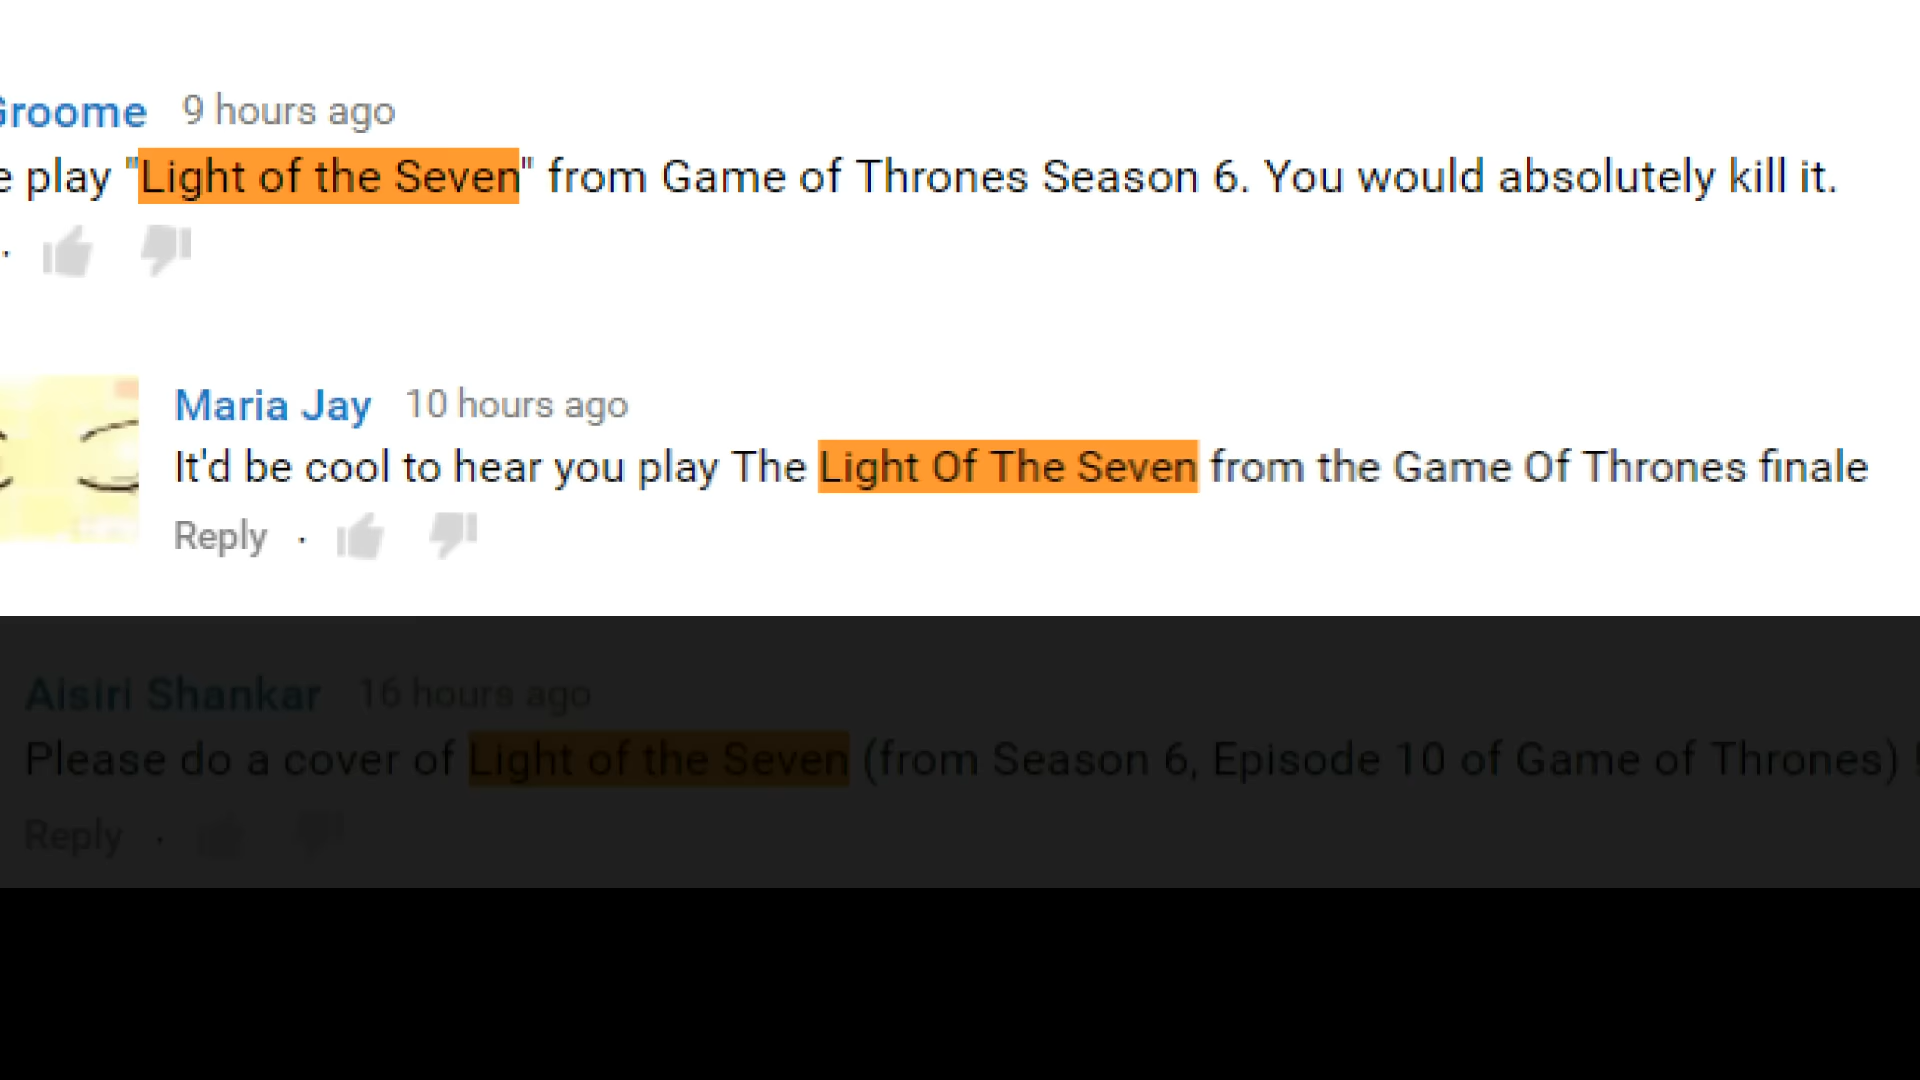 Groome 9 hours ago
e play "Light of the Seven" from Game of Thrones Season 6. You would absolutely kill it.
·
Maria Jay 10 hours ago
It'd be cool to hear you play The Light Of The Seven from the Game Of Thrones finale
Reply ·
Aisiri Shankar 16 hours ago
Please do a cover of Light of the Seven (from Season 6, Episode 10 of Game of Thrones) !
Reply ·